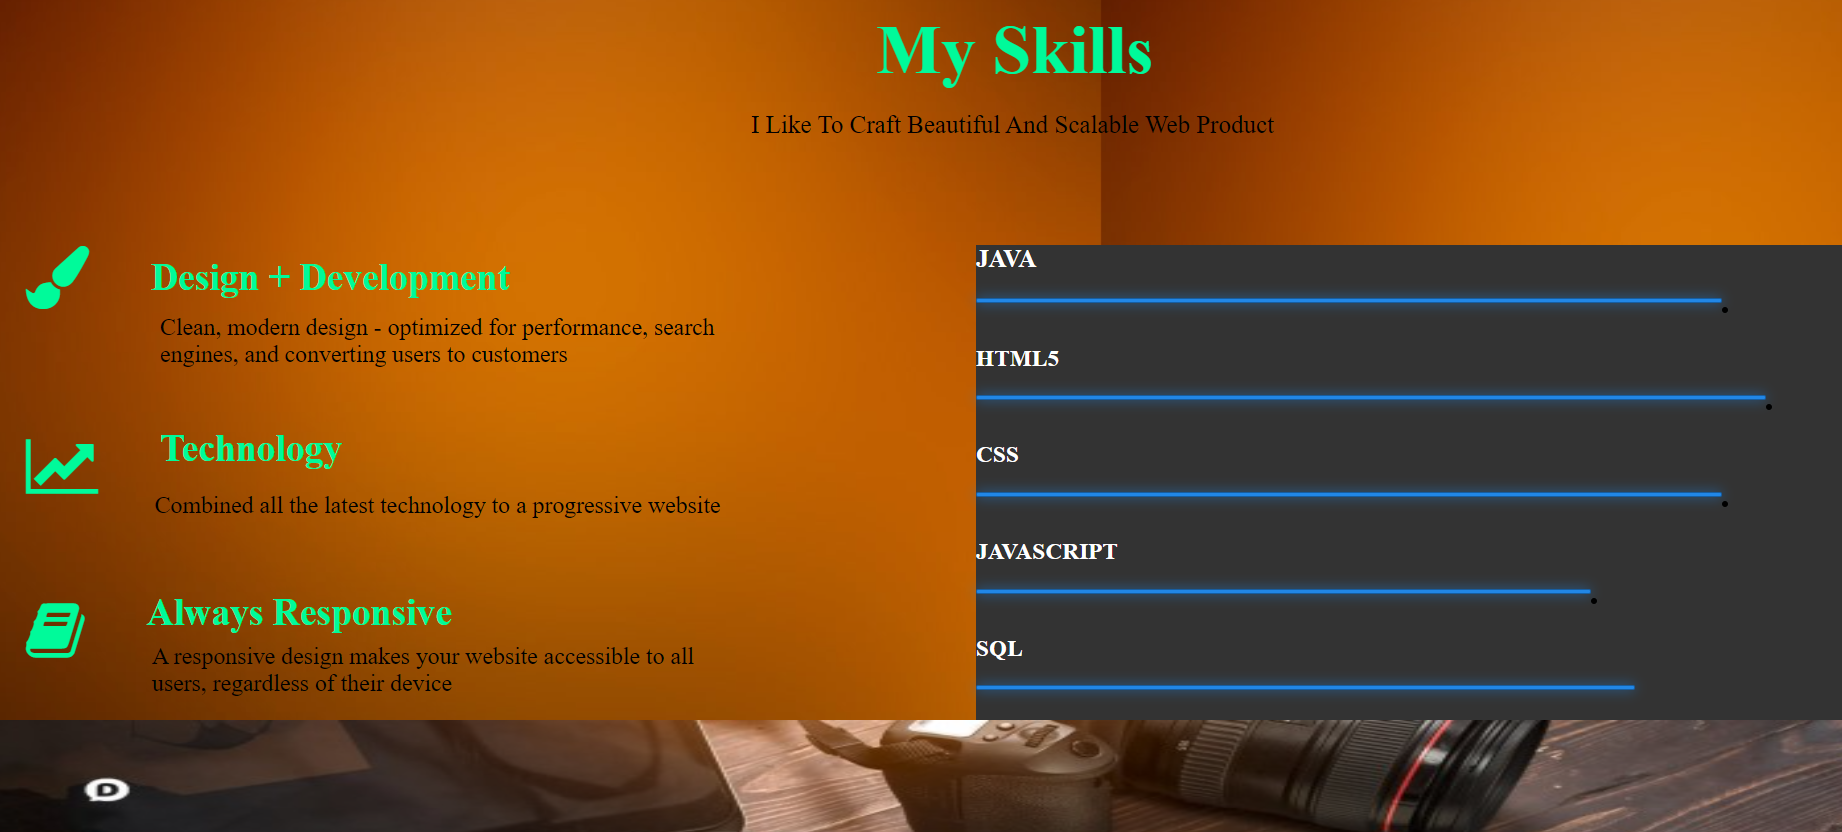 My Skills
I Like To Craft Beautiful And Scalable Web Product
Design + Development
Clean, modern design - optimized for performance, search
engines, and converting users to customers
Technology
Combined all the latest technology to a progressive website
Always Responsive
A responsive design makes your website accessible to all
users, regardless of their device
JAVA
HTML5
CSS
JAVASCRIPT
SQL
D